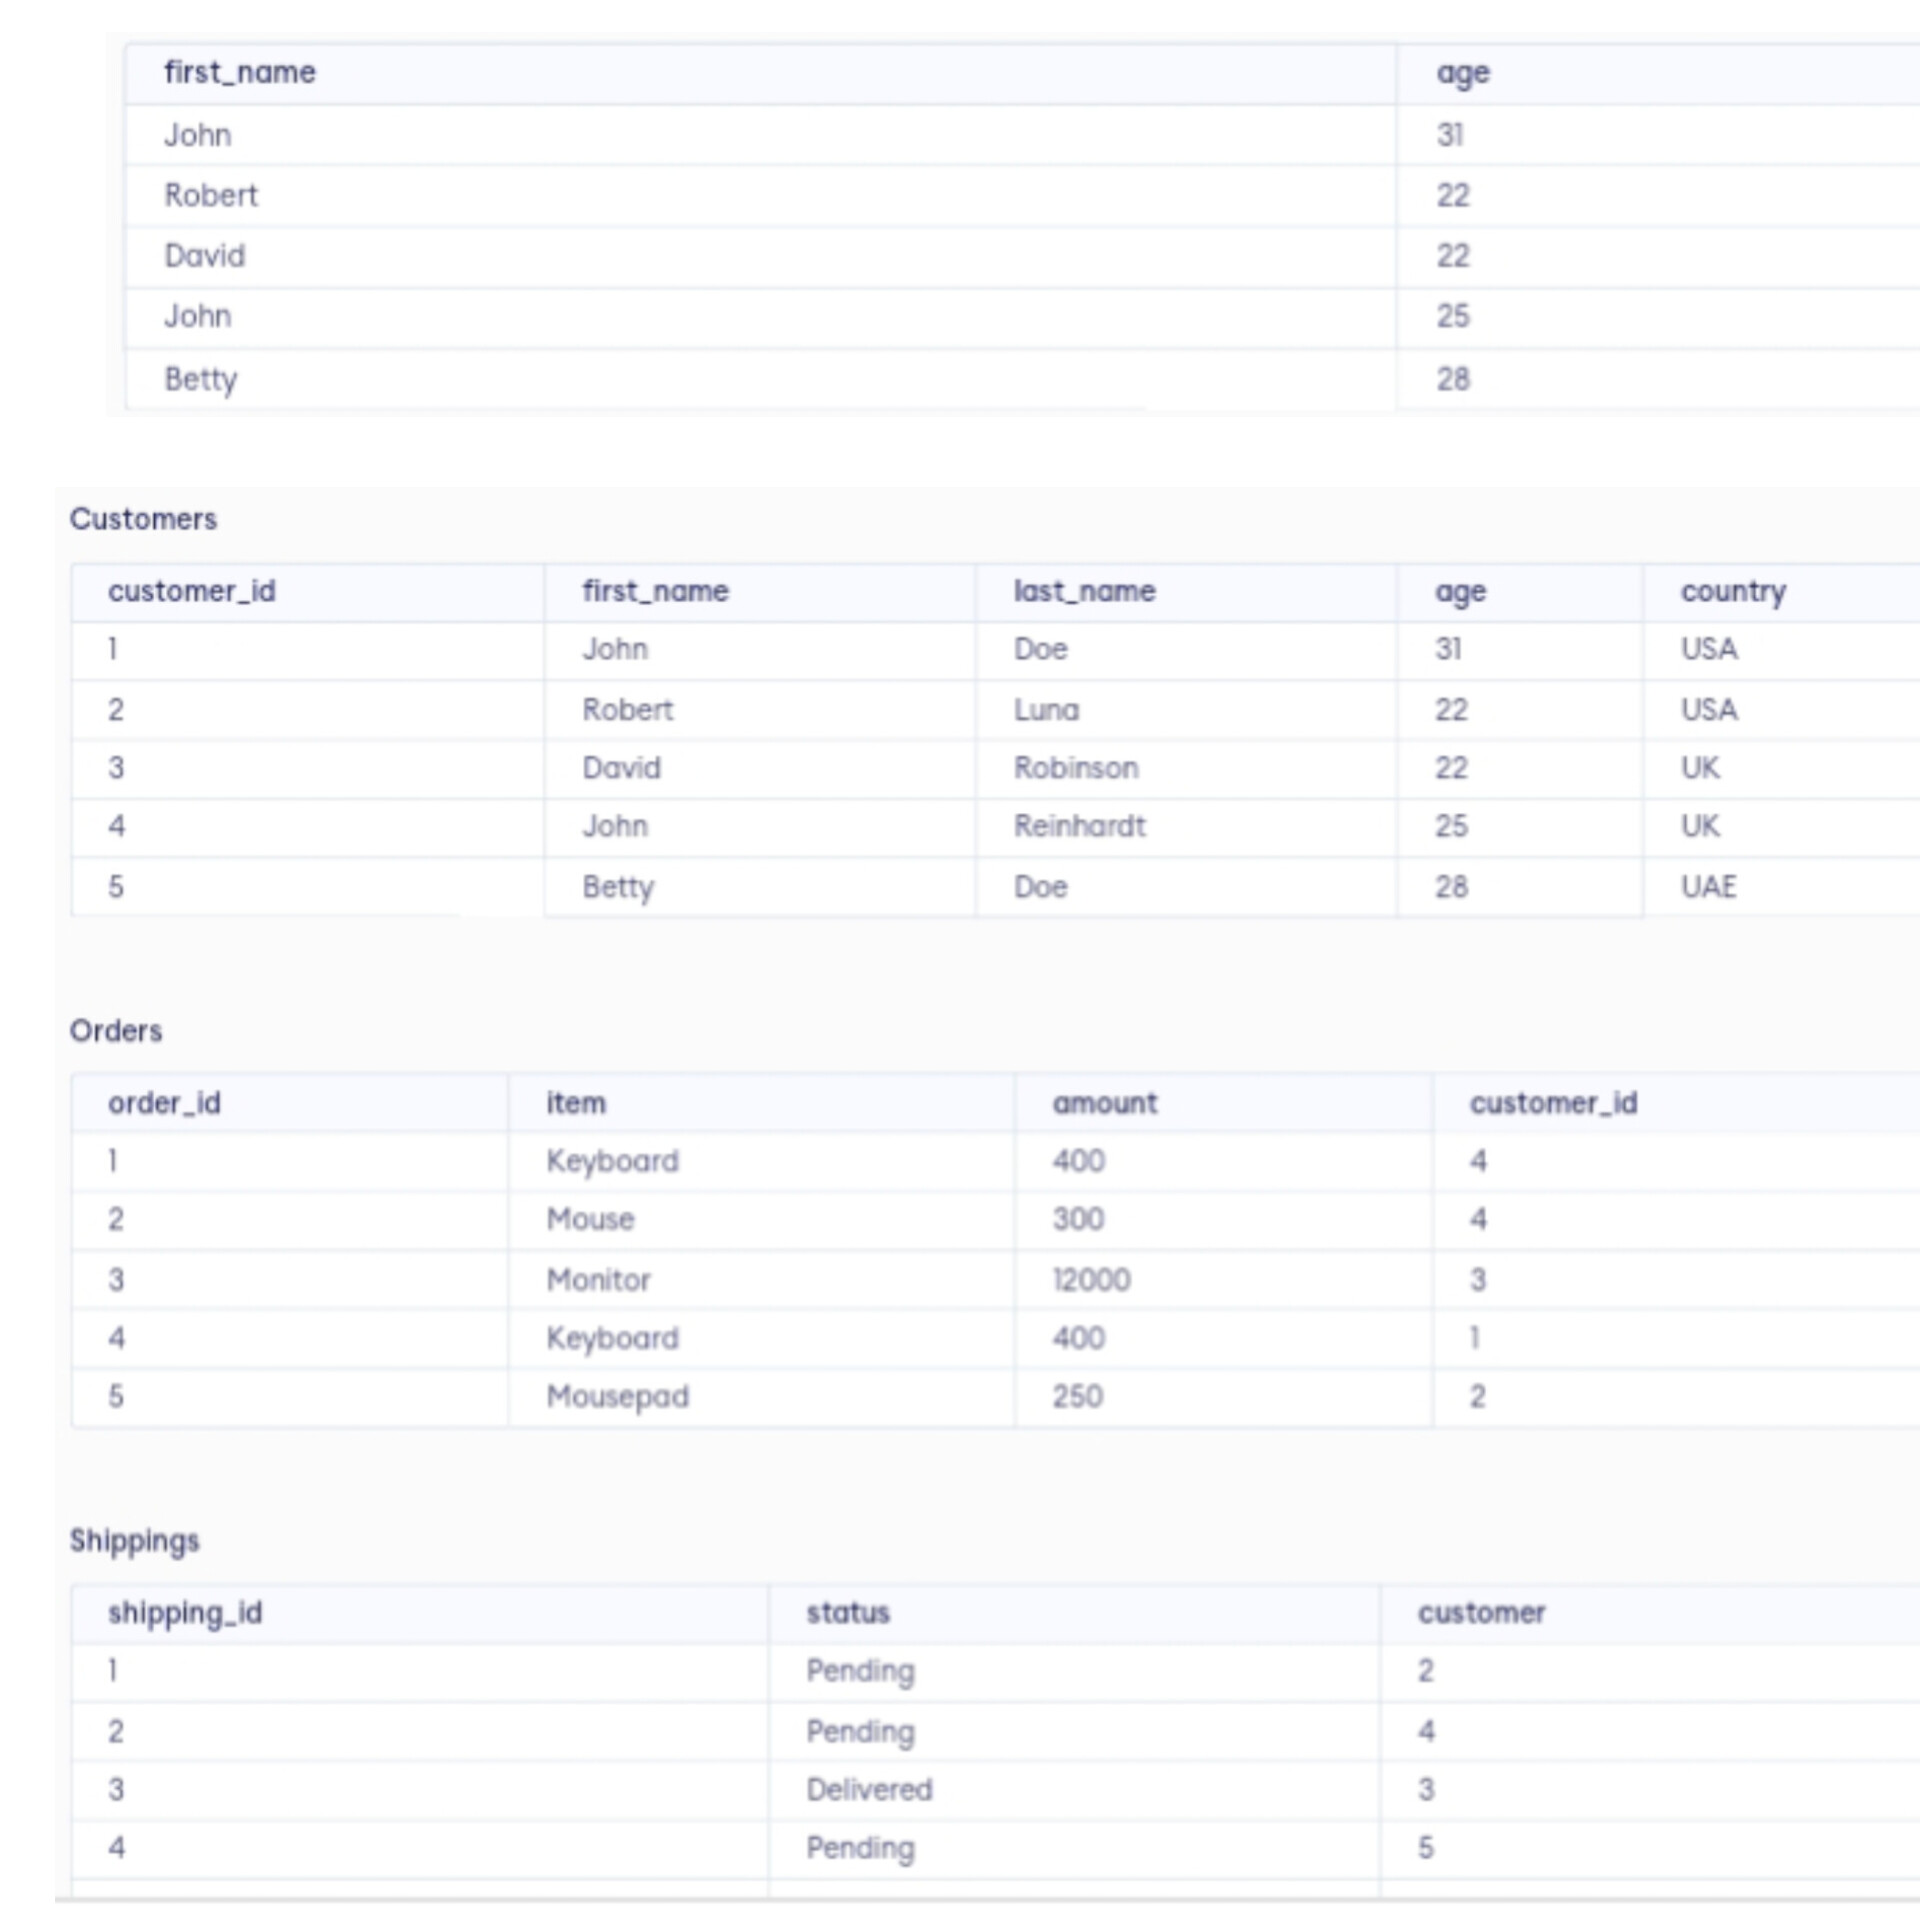 first_name age
John 31
Robert 22
David 22
John 25
Betty 28
Customers
customer_id first_name last_name age country
1 John Doe 31 USA
2 Robert Luna 22 USA
3 David Robinson 22 UK
4 John Reinhardt 25 UK
5 Betty Doe 28 UAE
Orders
order_id item amount customer_id
1 Keyboard 400 4
2 Mouse 300 4
3 Monitor 12000 3
4 Keyboard 400 1
5 Mousepad 250 2
Shippings
shipping_id status customer
1 Pending 2
2 Pending 4
3 Delivered 3
4 Pending 5